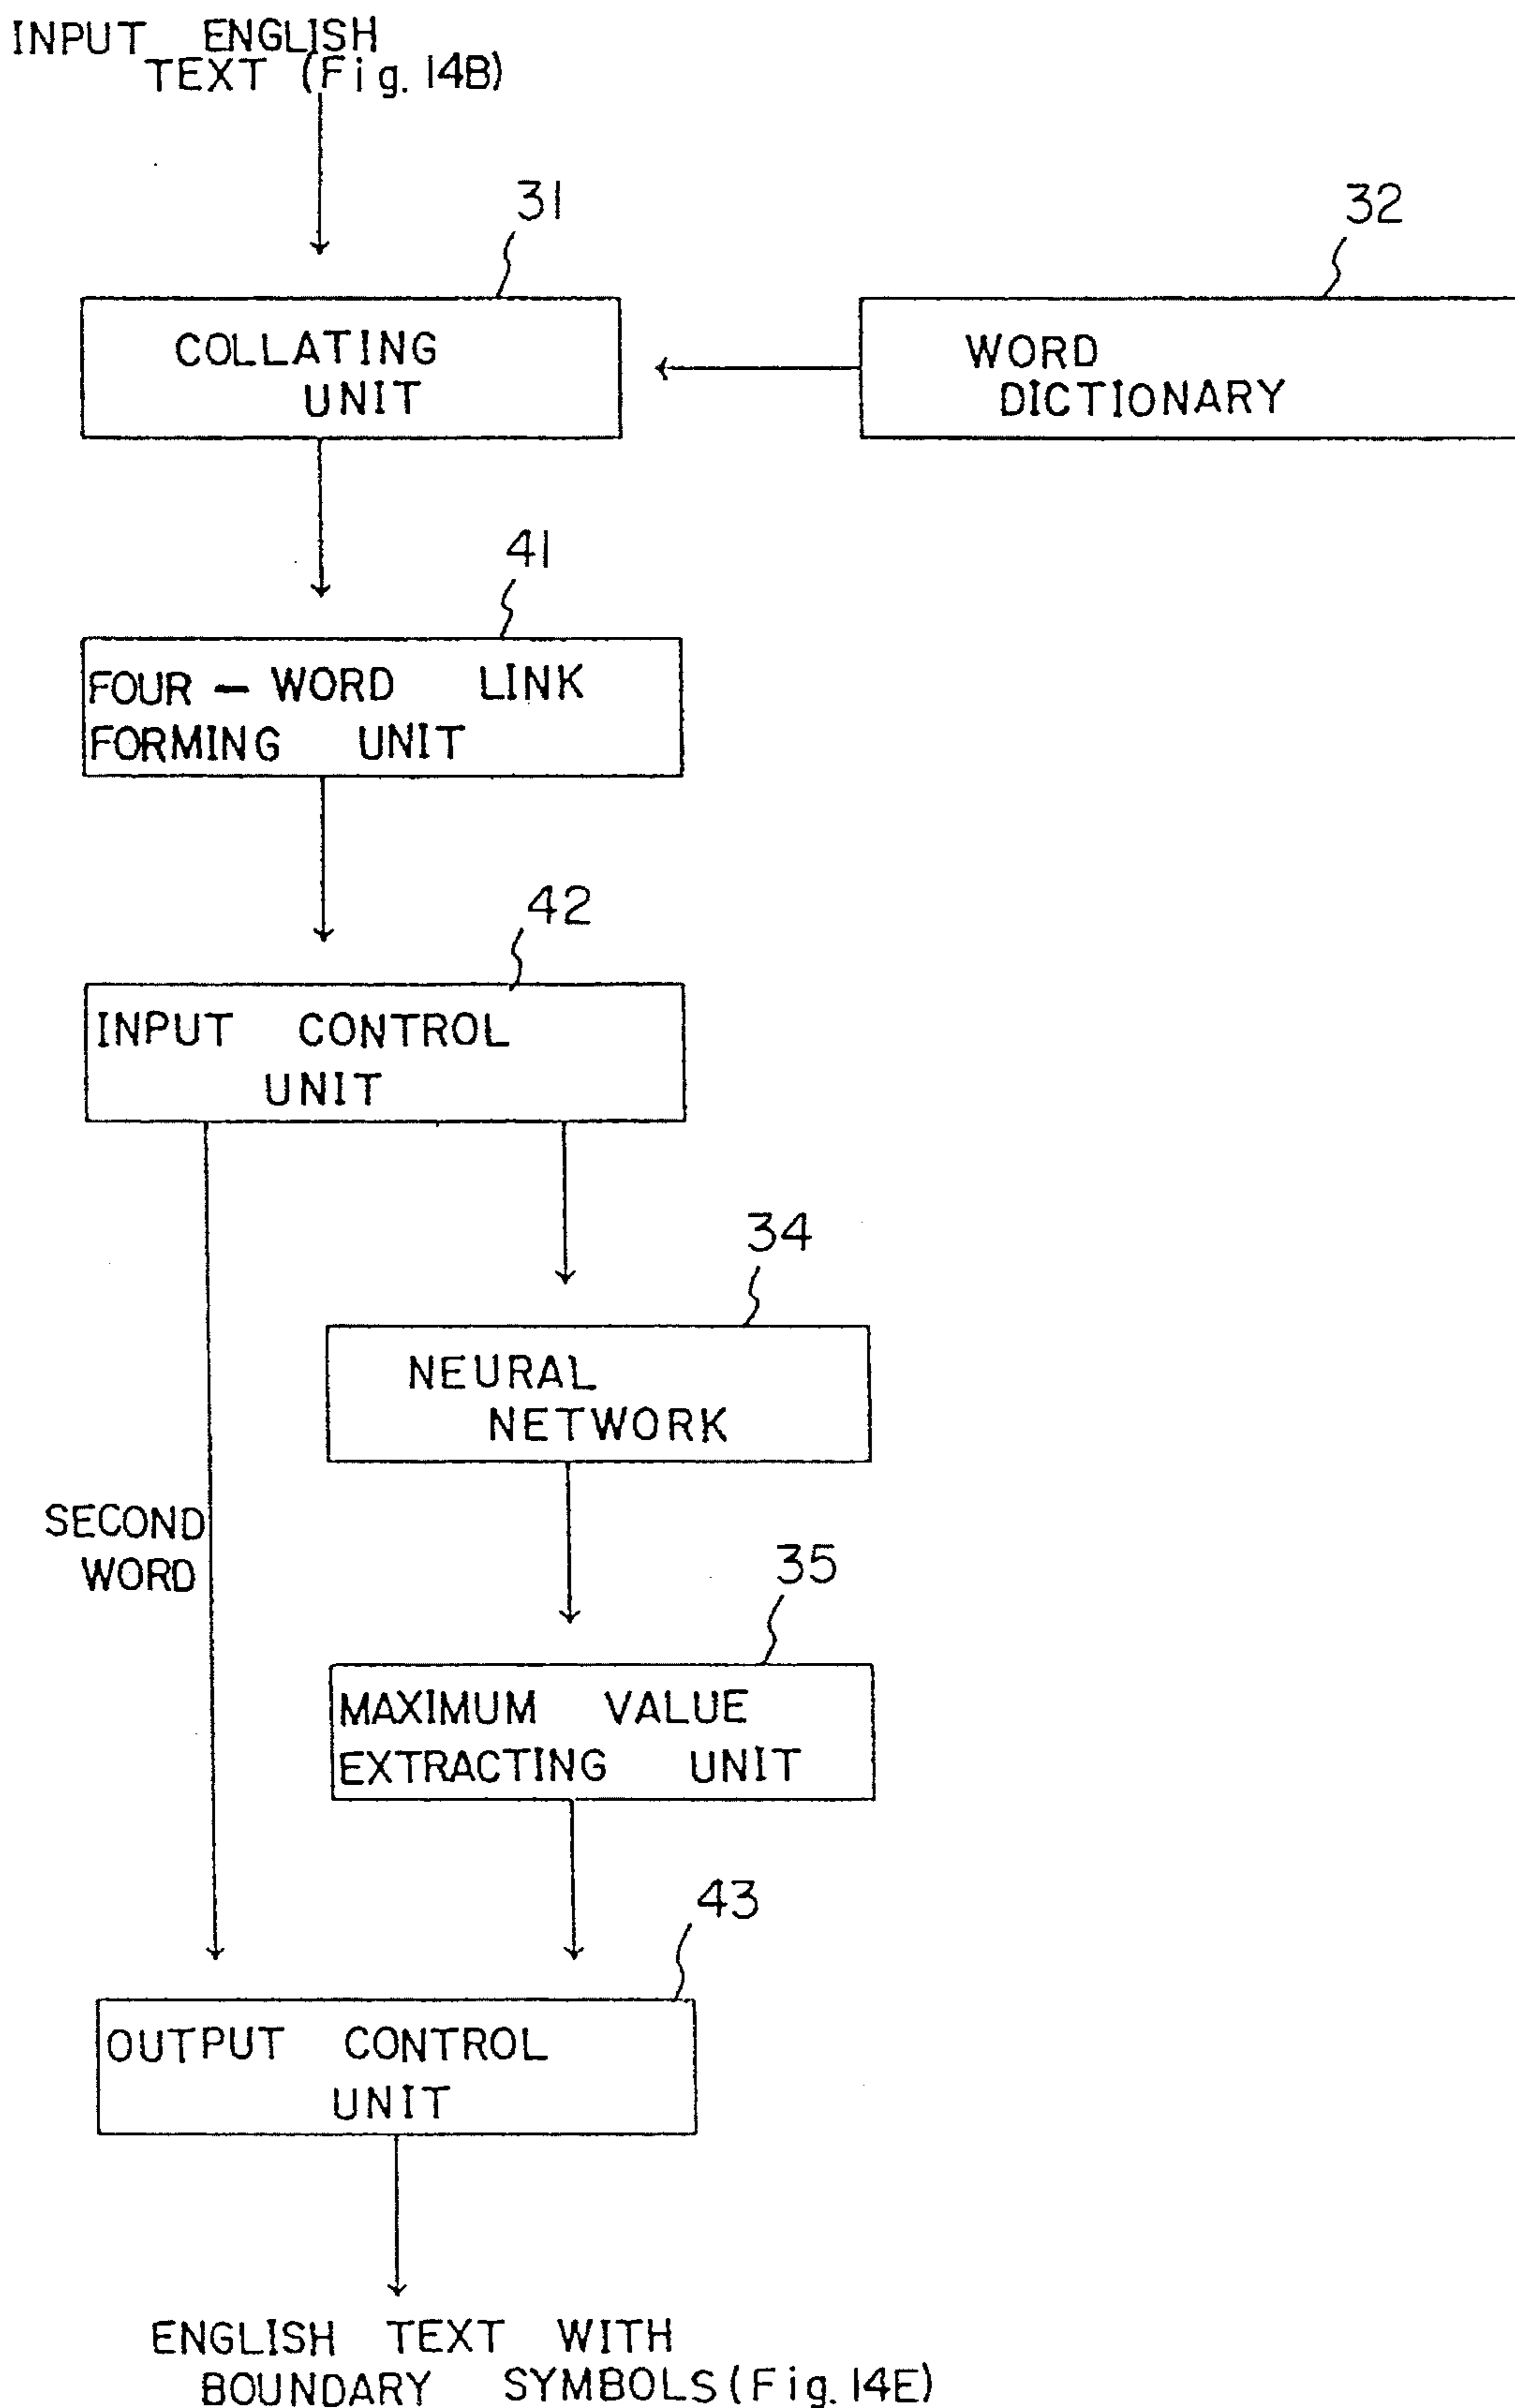 INPUT ENGLISH
TEXT (Fig. 14B)
31
32
COLLATING
UNIT
WORD
DICTIONARY
41
FOUR - WORD LINK
FORMING UNIT
42
INPUT CONTROL
UNIT
34
NEURAL
NETWORK
SECOND
WORD
35
MAXIMUM VALUE
EXTRACTING UNIT
43
OUTPUT CONTROL
UNIT
ENGLISH TEXT WITH
BOUNDARY SYMBOLS (Fig. 14E)